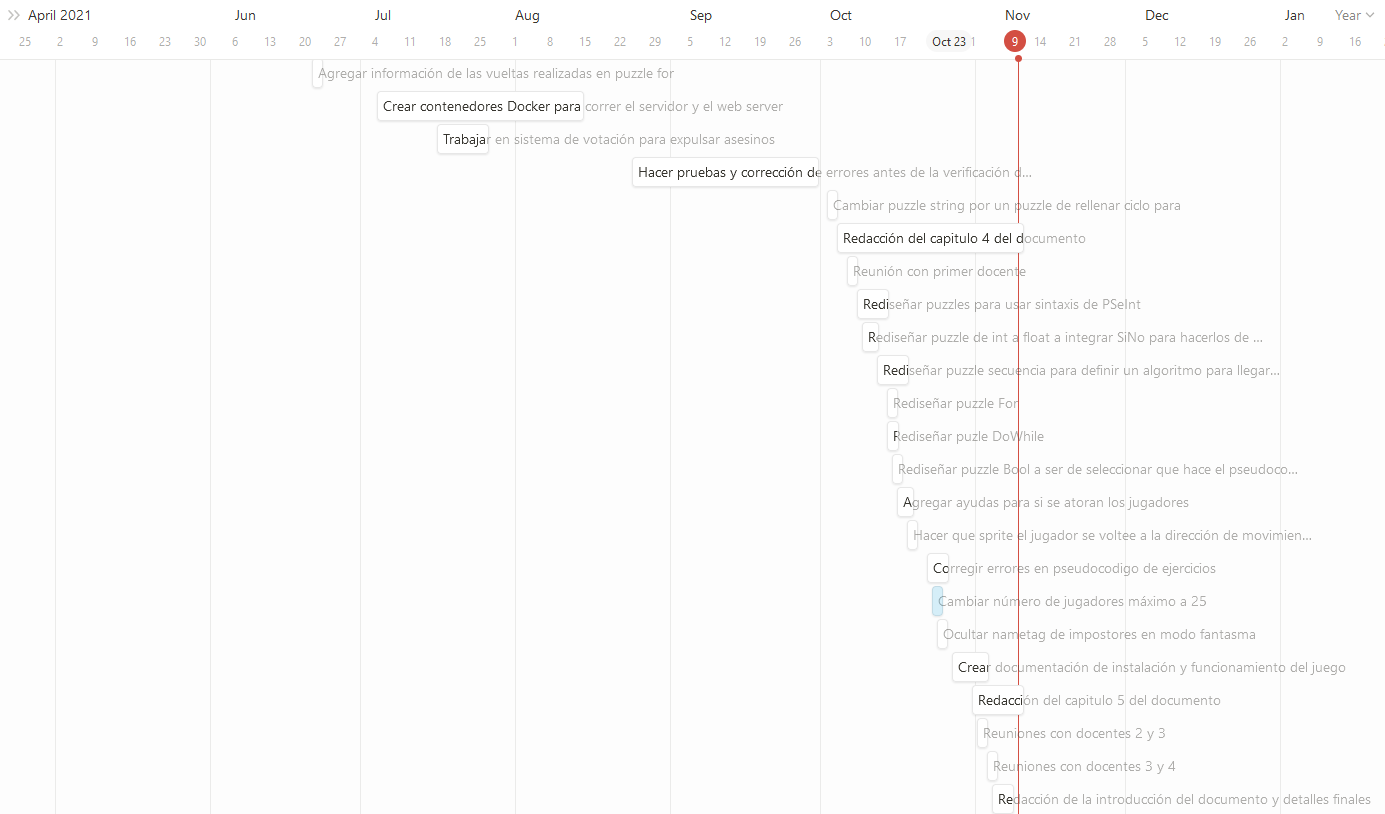 April 2021 Jun Jul Aug Sep Oct Nov Dec Jan Year
25 2 9 16 23 30 6 13 20 27 4 11 18 25 1 8 15 22 29 5 12 19 26 3 10 17 Oct 23 1 9 14 21 28 5 12 19 26 2 9 16
Agregar información de las vueltas realizadas en puzzle for
Crear contenedores Docker para correr el servidor y el web server
Trabajar en sistema de votación para expulsar asesinos
Hacer pruebas y corrección de errores antes de la verificación d...
Cambiar puzzle string por un puzzle de rellenar ciclo para
Redacción del capitulo 4 del documento
Reunión con primer docente
Rediseñar puzzles para usar sintaxis de PSeInt
Rediseñar puzzle de int a float a integrar SiNo para hacerlos de ...
Rediseñar puzzle secuencia para definir un algoritmo para llegar...
Rediseñar puzzle For
Rediseñar puzle DoWhile
Rediseñar puzzle Bool a ser de seleccionar que hace el pseudoco...
Agregar ayudas para si se atoran los jugadores
Hacer que sprite el jugador se voltee a la dirección de movimien...
Corregir errores en pseudocodigo de ejercicios
Cambiar número de jugadores máximo a 25
Ocultar nametag de impostores en modo fantasma
Crear documentación de instalación y funcionamiento del juego
Redacción del capitulo 5 del documento
Reuniones con docentes 2 y 3
Reuniones con docentes 3 y 4
Redacción de la introducción del documento y detalles finales